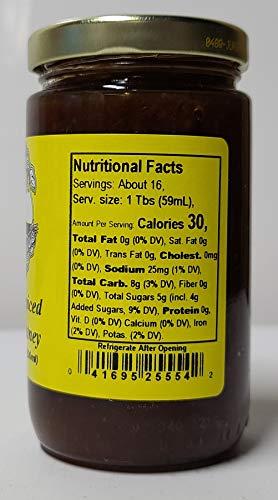 Nutritional Facts
Servings: About 16,
Serv. size: 1 Tbs (59mL),
Amount Per Serving: Calories 30,
Total Fat 0g (0% DV), Sat. Fat 0g
(0% DV), Trans Fat 0g, Cholest. 0mg
(0% DV), Sodium 25mg (1% DV),
Total Carb. 8g (3% DV), Fiber 0g
(0% DV), Total Sugars 5g (incl. 4g
Added Sugars, 9% DV), Protein 0g,
Vit. D (0% DV) Calcium (0% DV), Iron
(2% DV), Potas. (2% DV).
Refrigerate After Opening
0 41695 25554 2